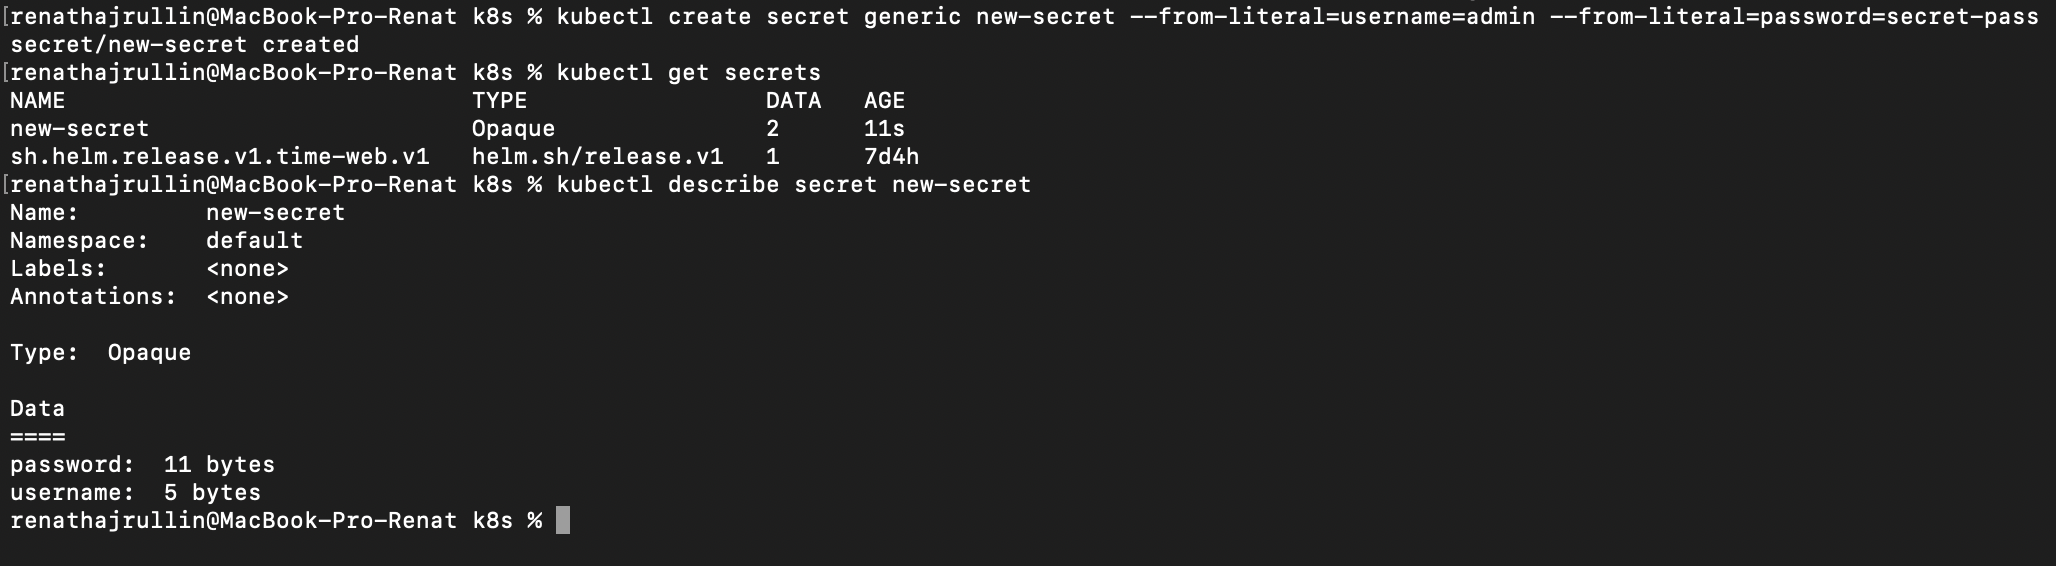 [renathajrullin@MacBook-Pro-Renat k8s % kubectl create secret generic new-secret --from-literal=username=admin --from-literal=password=secret-pass
secret/new-secret created
[renathajrullin@MacBook-Pro-Renat k8s % kubectl get secrets
NAME                             TYPE                 DATA   AGE
new-secret                       Opaque               2      11s
sh.helm.release.v1.time-web.v1   helm.sh/release.v1   1      7d4h
[renathajrullin@MacBook-Pro-Renat k8s % kubectl describe secret new-secret
Name:         new-secret
Namespace:    default
Labels:       <none>
Annotations:  <none>

Type:  Opaque

Data
====
password:  11 bytes
username:  5 bytes
renathajrullin@MacBook-Pro-Renat k8s %